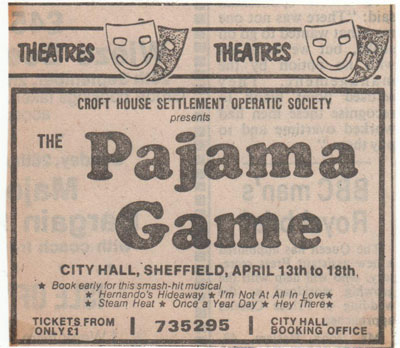 THEATRES THEATRES
CROFT HOUSE SETTLEMENT OPERATIC SOCIETY
presents
THE Pajama
Game
CITY HALL, SHEFFIELD, APRIL 13th to 18th,
★ Book early for this smash-hit musical
★ Hernando's Hideaway ★ I'm Not At All In Love★
★ Steam Heat ★ Once a Year Day ★ Hey There★
TICKETS FROM | 735295 | CITY HALL
ONLY £1 BOOKING OFFICE